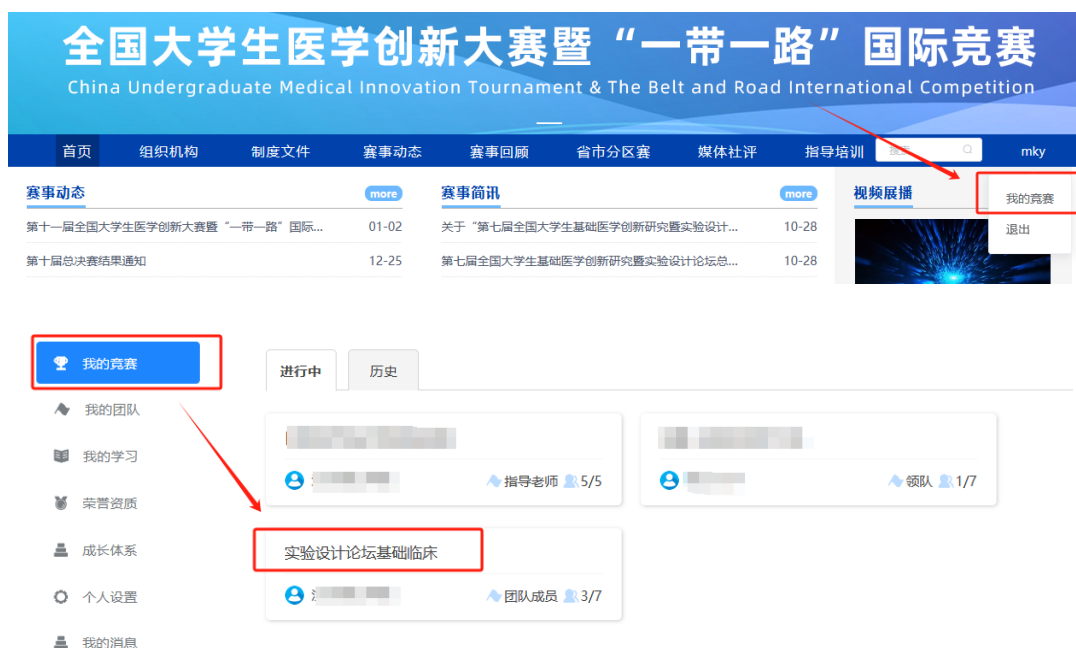 全国大学生医学创新大赛暨“一带一路”国际竞赛
China Undergraduate Medical Innovation Tournament & The Belt and Road International Competition
首页 组织机构 制度文件 赛事动态 赛事回顾 省市分区赛 媒体社评 指导培训 搜索 mky
赛事动态 more 赛事简讯 more 视频展播 我的竞赛
第十一届全国大学生医学创新大赛暨“一带一路”国际... 01-02 关于“第七届全国大学生基础医学创新研究暨实验设计... 10-28 退出
第十届总决赛结果通知 12-25 第七届全国大学生基础医学创新研究暨实验设计论坛总... 10-28
我的竞赛 进行中 历史
我的团队
我的学习
指导老师 5/5 领队 1/7
荣誉资质
成长体系 实验设计论坛基础临床
个人设置 团队成员 3/7
我的消息